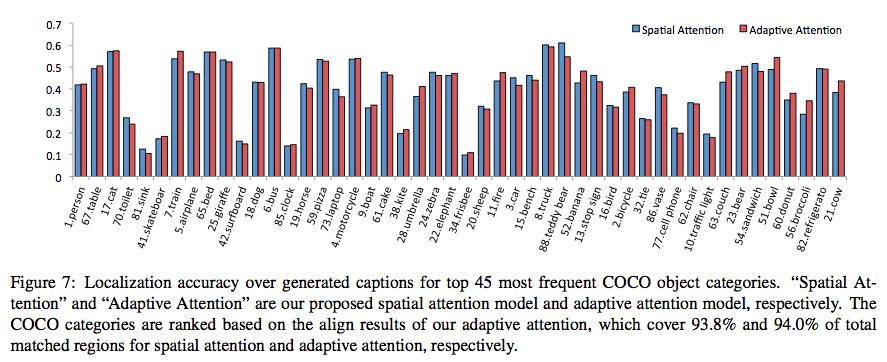 0.7
0.6
0.5
0.4
0.3
0.2
0.1
0
Spatial Attention Adaptive Attention
1.person
67.table
17.cat
70.toilet
81.sink
41.skateboar
7.train
5.airplane
65.bed
25.giraffe
42.surfboard
18.dog
6.bus
85.clock
19.horse
59.pizza
73.laptop
4.motorcycle
9.boat
61.cake
38.kite
28.umbrella
24.zebra
22.elephant
34.frisbee
20.sheep
11.fire
3.car
15.bench
8.truck
88.teddy bear
52.banana
13.stop sign
16.bird
2.bicycle
32.tie
86.vase
77.cell phone
62.chair
10.traffic light
63.couch
23.bear
54.sandwich
51.bowl
60.donut
56.broccoli
82.refrigerato
21.cow
Figure 7: Localization accuracy over generated captions for top 45 most frequent COCO object categories. “Spatial At-
tention” and “Adaptive Attention” are our proposed spatial attention model and adaptive attention model, respectively. The
COCO categories are ranked based on the align results of our adaptive attention, which cover 93.8% and 94.0% of total
matched regions for spatial attention and adaptive attention, respectively.